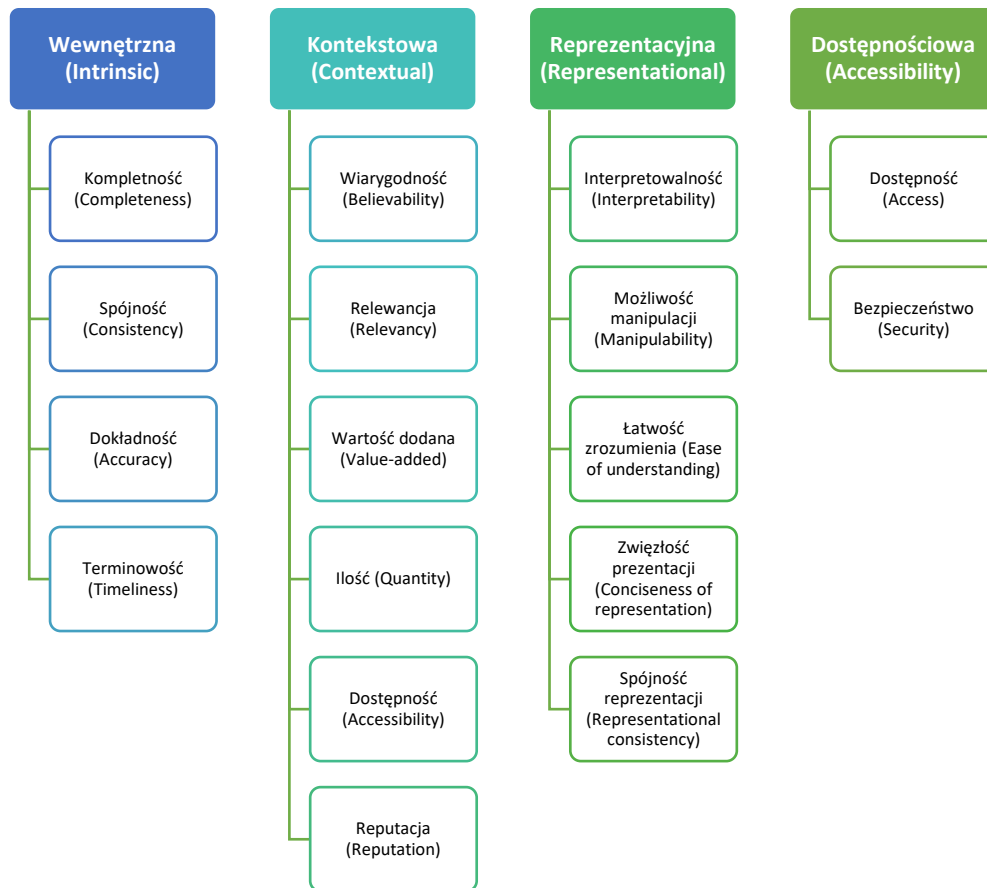 Wewnętrzna
(Intrinsic)
Kompletność
(Completeness)
Spójność
(Consistency)
Dokładność
(Accuracy)
Terminowość
(Timeliness)
Kontekstowa
(Contextual)
Wiarygodność
(Believability)
Relewancja
(Relevancy)
Wartość dodana
(Value-added)
Ilość (Quantity)
Dostępność
(Accessibility)
Reputacja
(Reputation)
Reprezentacyjna
(Representational)
Interpretowalność
(Interpretability)
Możliwość
manipulacji
(Manipulability)
Łatwość
zrozumienia (Ease
of understanding)
Zwięzłość
prezentacji
(Conciseness of
representation)
Spójność
reprezentacji
(Representational
consistency)
Dostępnościowa
(Accessibility)
Dostępność
(Access)
Bezpieczeństwo
(Security)